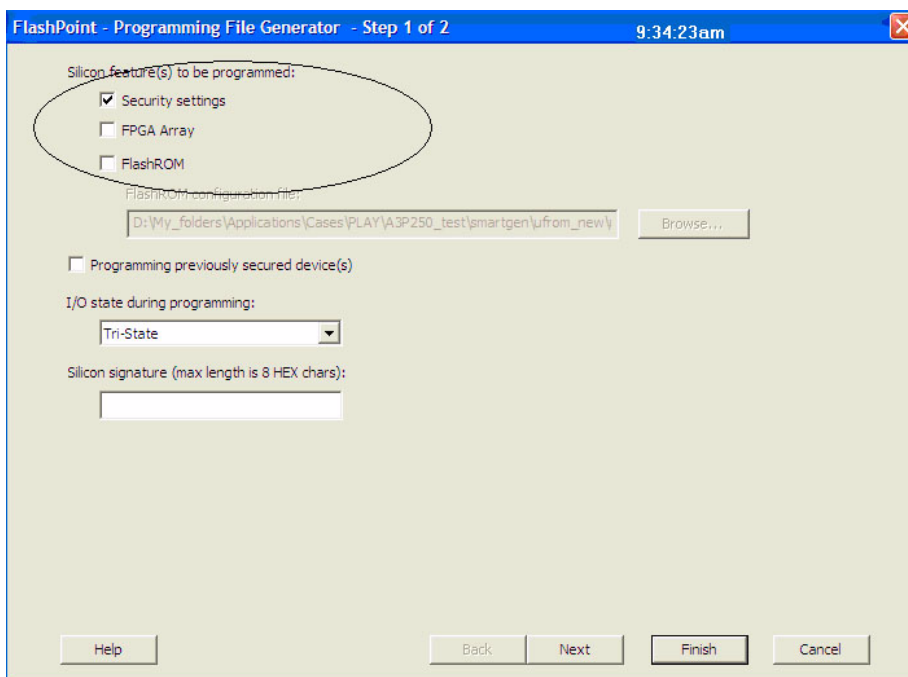 FlashPoint - Programming File Generator - Step 1 of 2 9:34:23am
Silicon feature(s) to be programmed:
Security settings
FPGA Array
FlashROM
FlashROM configuration file:
D:\My_folders\Applications\Cases\PLAY\A3P250_test\smartgen\ufrom_new\ Browse...
Programming previously secured device(s)
I/O state during programming:
Tri-State
Silicon signature (max length is 8 HEX chars):
Help Back Next Finish Cancel